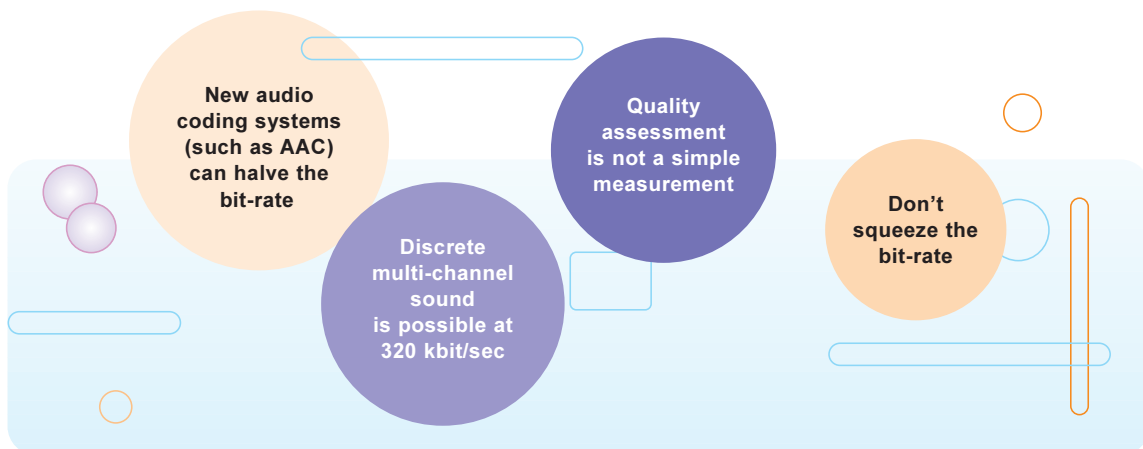 New audio
coding systems
(such as AAC)
can halve the
bit-rate
Discrete
multi-channel
sound
is possible at
320 kbit/sec
Quality
assessment
is not a simple
measurement
Don’t
squeeze the
bit-rate